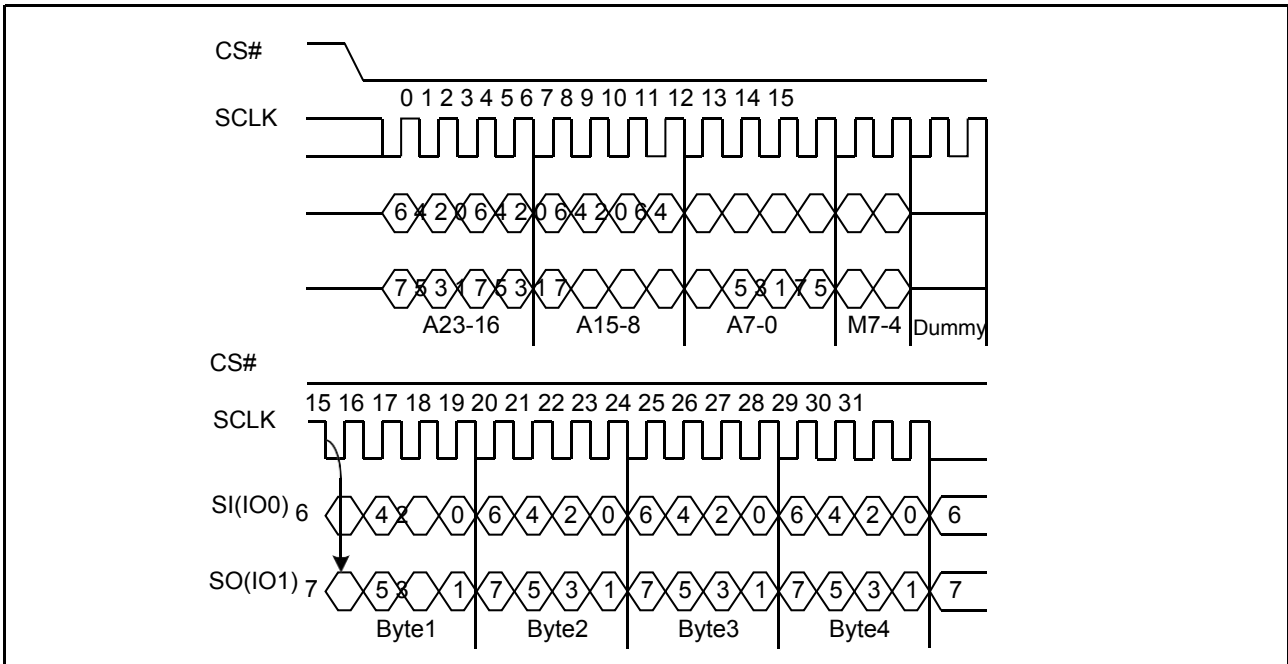 CS#
0 1 2 3 4 5 6 7 8 9 10 11 12 13 14 15
SCLK
6 4 2 0 6 4 2 0 6 4 2 0 6 4
7 5 3 1 7 5 3 1 7 5 3 1 7 5
A23-16 A15-8 A7-0 M7-4 Dummy
CS#
15 16 17 18 19 20 21 22 23 24 25 26 27 28 29 30 31
SCLK
SI(IO0) 6 4 2 0 6 4 2 0 6 4 2 0 6 4 2 0 6
SO(IO1) 7 5 3 1 7 5 3 1 7 5 3 1 7 5 3 1 7
Byte1 Byte2 Byte3 Byte4